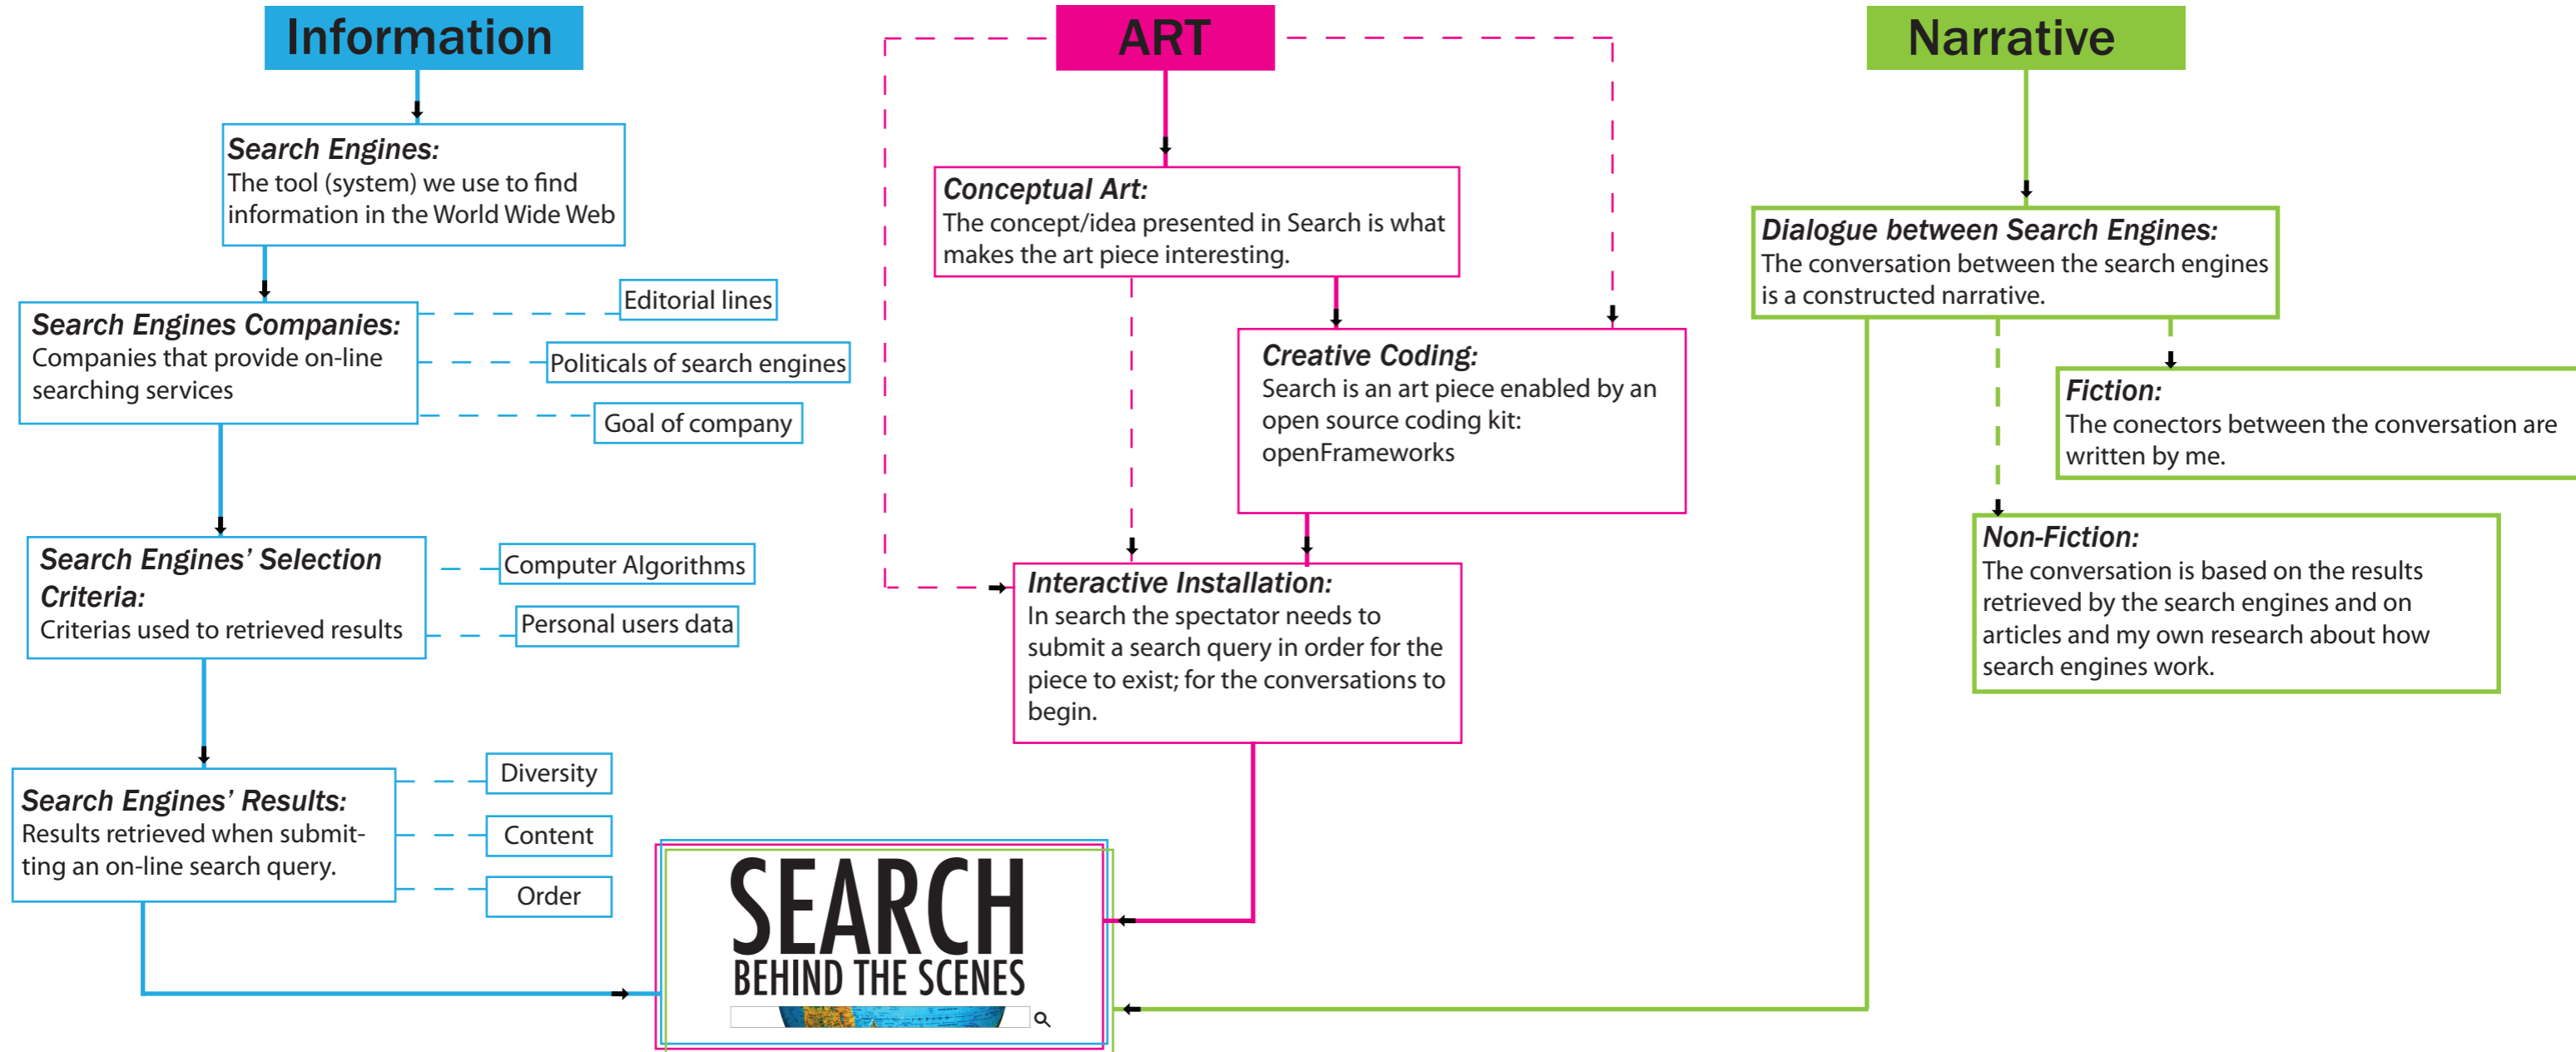 Information
Search Engines:
The tool (system) we use to find
information in the World Wide Web
Search Engines Companies:
Companies that provide on-line
searching services
Editorial lines
Politicals of search engines
Goal of company
Search Engines’ Selection
Criteria:
Criterias used to retrieved results
Computer Algorithms
Personal users data
Search Engines’ Results:
Results retrieved when submit-
ting an on-line search query.
Diversity
Content
Order
ART
Conceptual Art:
The concept/idea presented in Search is what
makes the art piece interesting.
Creative Coding:
Search is an art piece enabled by an
open source coding kit:
openFrameworks
Interactive Installation:
In search the spectator needs to
submit a search query in order for the
piece to exist; for the conversations to
begin.
Narrative
Dialogue between Search Engines:
The conversation between the search engines
is a constructed narrative.
Fiction:
The conectors between the conversation are
written by me.
Non-Fiction:
The conversation is based on the results
retrieved by the search engines and on
articles and my own research about how
search engines work.
SEARCH
BEHIND THE SCENES